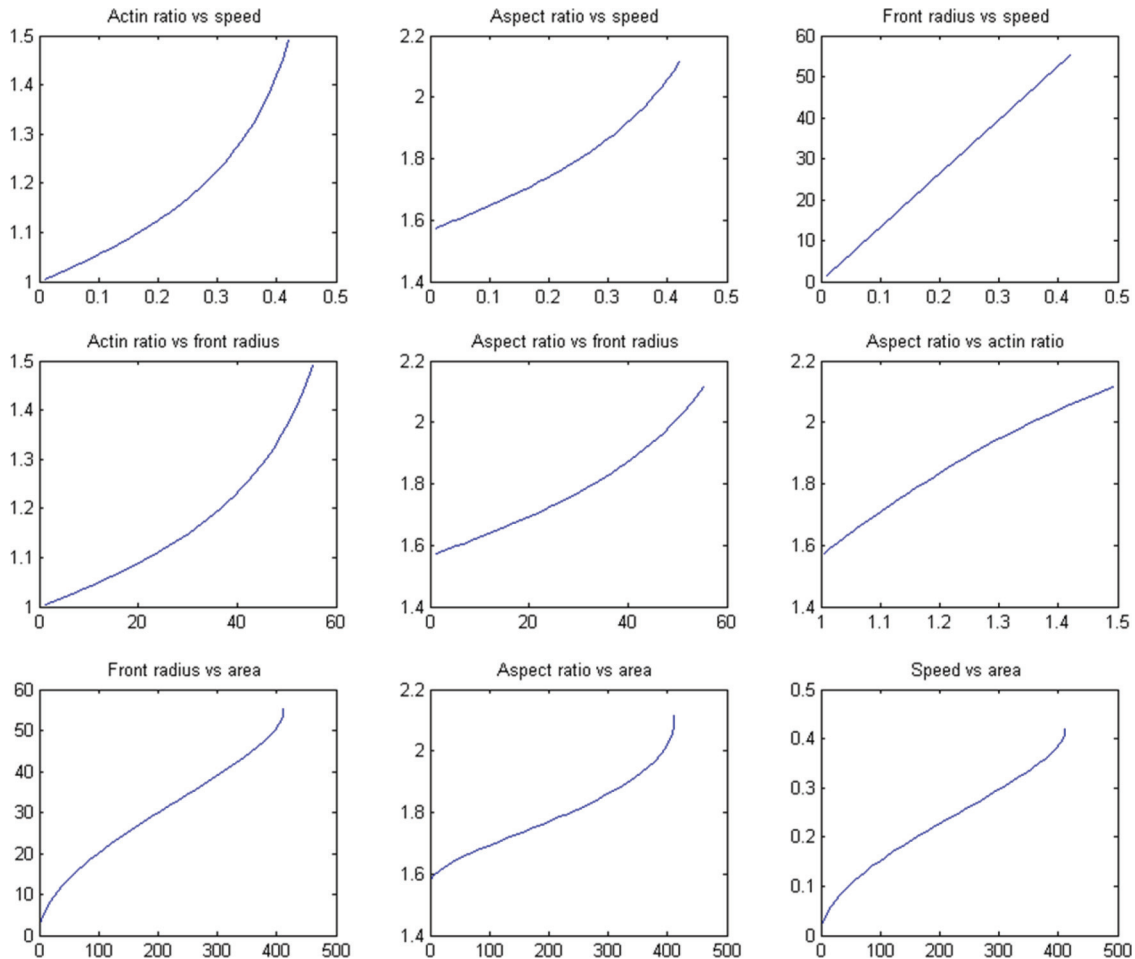 Actin ratio vs speed
1.5
1.4
1.3
1.2
1.1
1
0 0.1 0.2 0.3 0.4 0.5
Aspect ratio vs speed
2.2
2
1.8
1.6
1.4
0 0.1 0.2 0.3 0.4 0.5
Front radius vs speed
60
50
40
30
20
10
0
0 0.1 0.2 0.3 0.4 0.5
Actin ratio vs front radius
1.5
1.4
1.3
1.2
1.1
1
0 20 40 60
Aspect ratio vs front radius
2.2
2
1.8
1.6
1.4
0 20 40 60
Aspect ratio vs actin ratio
2.2
2
1.8
1.6
1.4
1 1.1 1.2 1.3 1.4 1.5
Front radius vs area
60
50
40
30
20
10
0
0 100 200 300 400 500
Aspect ratio vs area
2.2
2
1.8
1.6
1.4
0 100 200 300 400 500
Speed vs area
0.5
0.4
0.3
0.2
0.1
0
0 100 200 300 400 500